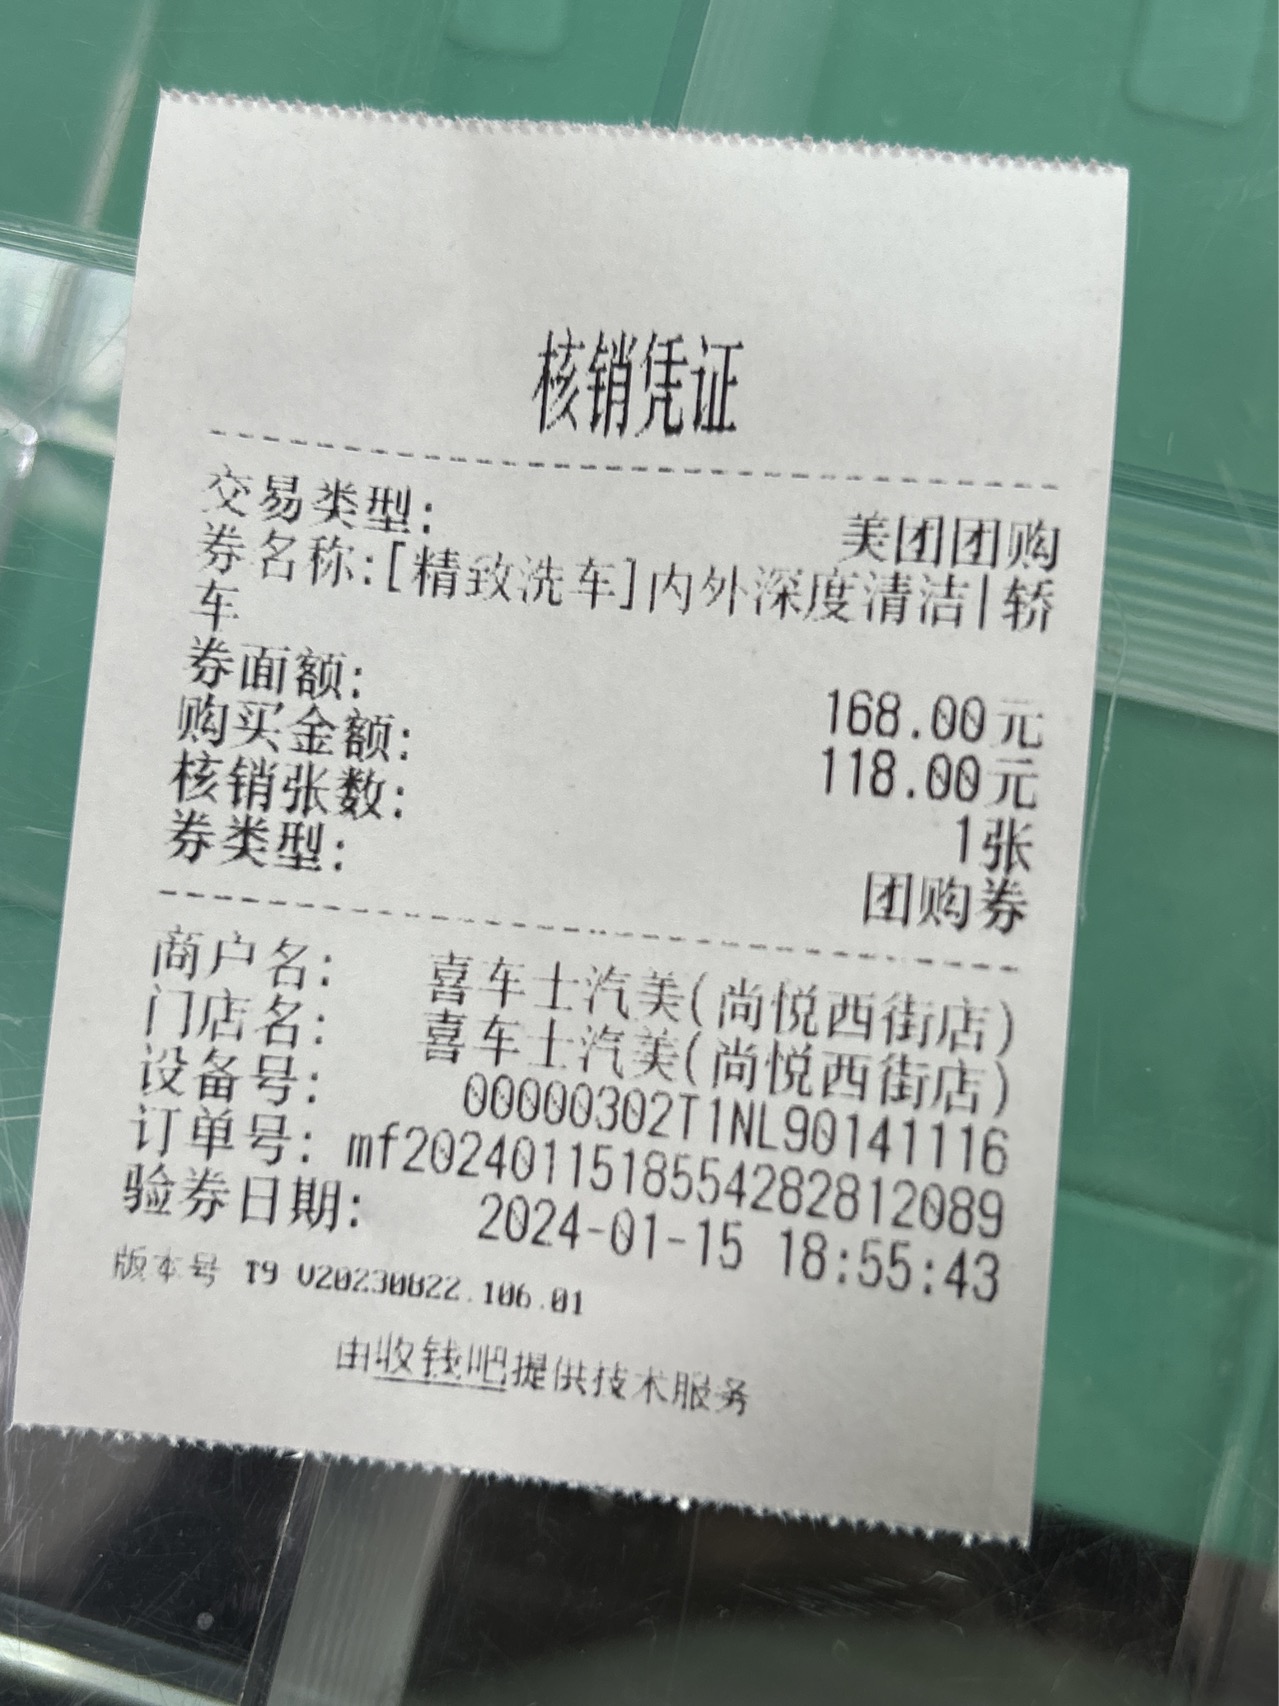 核销凭证
交易类型: 美团团购
券名称:[精致洗车]内外深度清洁|轿
车
券面额: 168.00元
购买金额: 118.00元
核销张数: 1张
券类型: 团购券
商户名: 喜车士汽美(尚悦西街店)
门店名: 喜车士汽美(尚悦西街店)
设备号: 00000302T1NL90141116
订单号: mf20240115185542828120​89
验券日期: 2024-01-15 18:55:43
版本号 T9 V20230822.106.01
由收钱吧提供技术服务